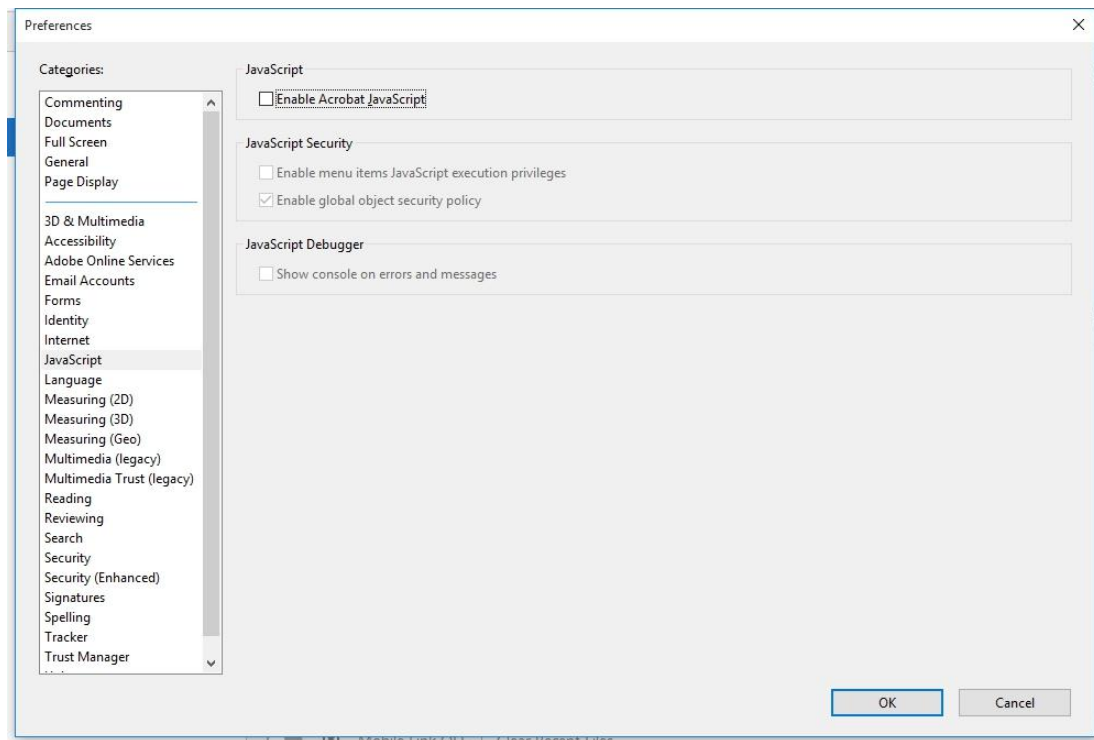 Preferences
Categories:
Commenting
Documents
Full Screen
General
Page Display
3D & Multimedia
Accessibility
Adobe Online Services
Email Accounts
Forms
Identity
Internet
JavaScript
Language
Measuring (2D)
Measuring (3D)
Measuring (Geo)
Multimedia (legacy)
Multimedia Trust (legacy)
Reading
Reviewing
Search
Security
Security (Enhanced)
Signatures
Spelling
Tracker
Trust Manager
JavaScript
Enable Acrobat JavaScript
JavaScript Security
Enable menu items JavaScript execution privileges
Enable global object security policy
JavaScript Debugger
Show console on errors and messages
OK
Cancel